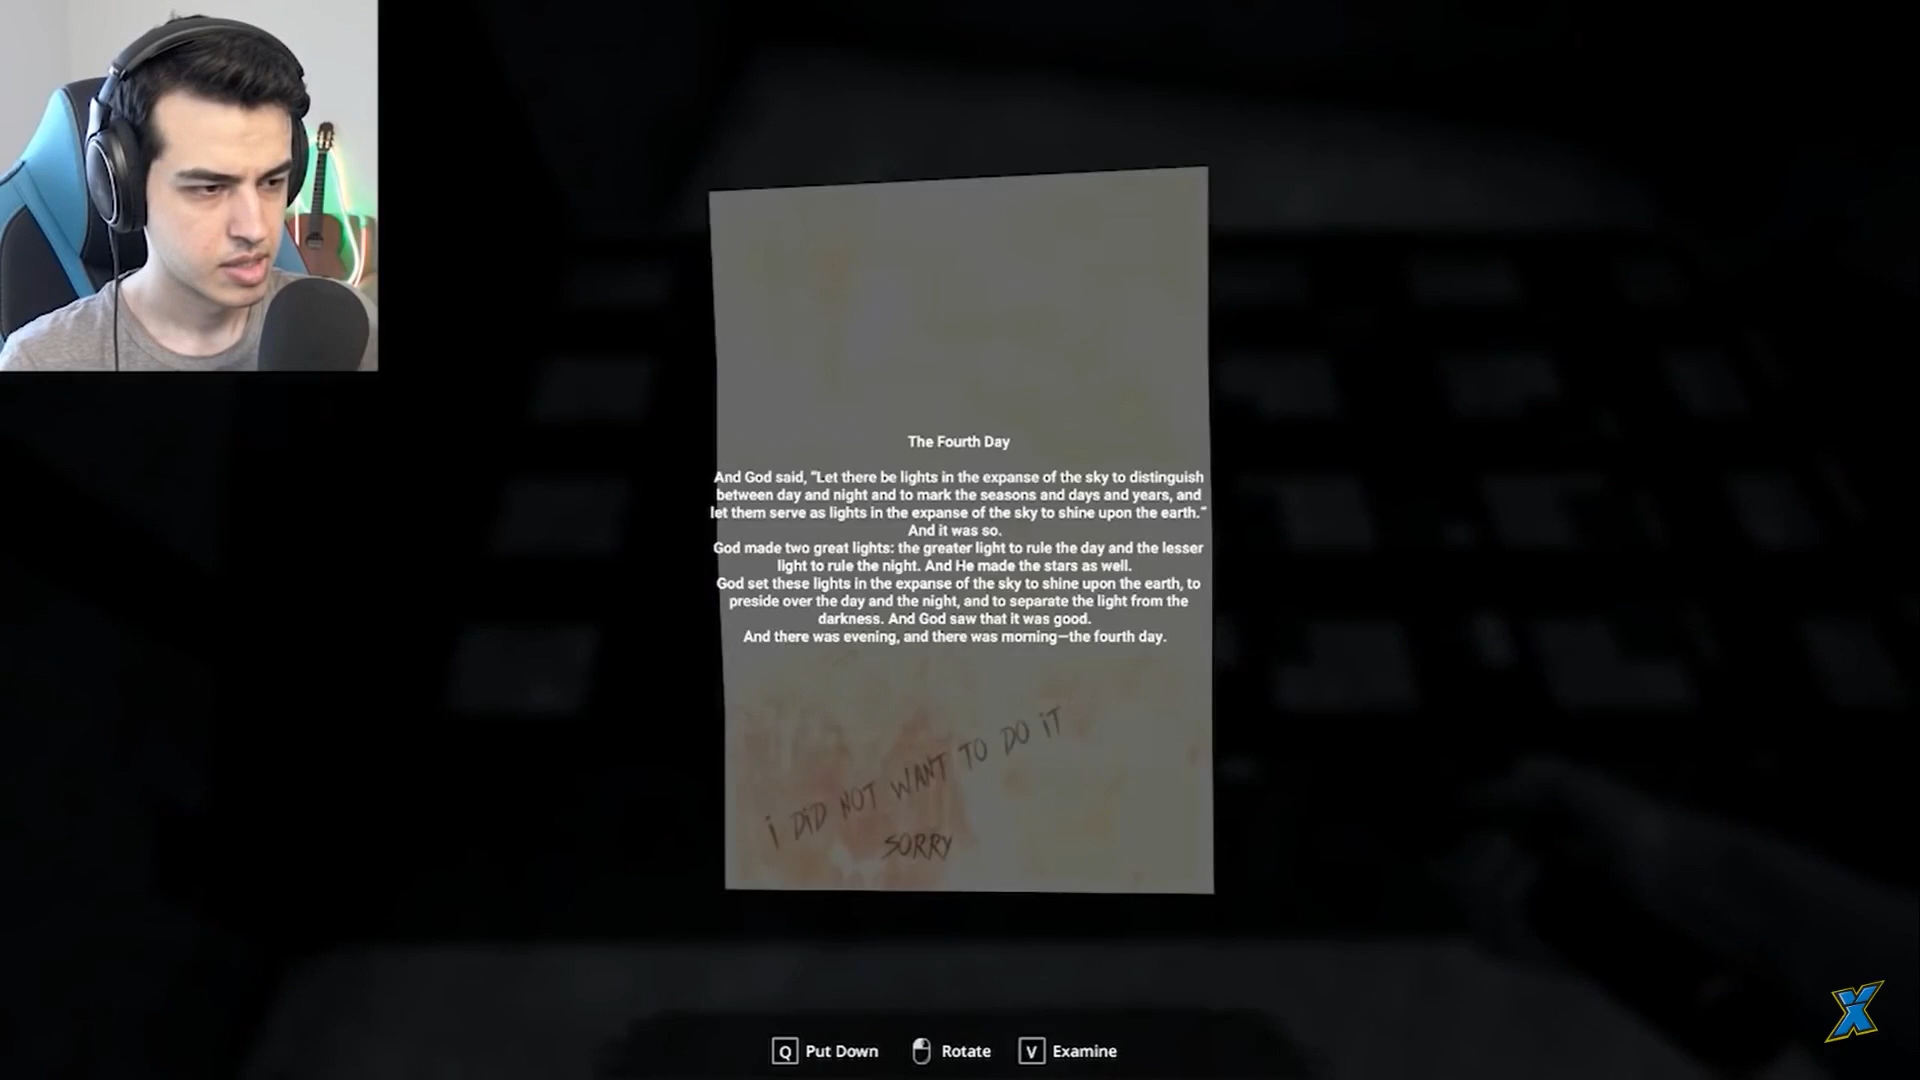 The Fourth Day
And God said, "Let there be lights in the expanse of the sky to distinguish
between day and night and to mark the seasons and days and years, and
let them serve as lights in the expanse of the sky to shine upon the earth."
And it was so.
God made two great lights: the greater light to rule the day and the lesser
light to rule the night. And He made the stars as well.
God set these lights in the expanse of the sky to shine upon the earth, to
preside over the day and the night, and to separate the light from the
darkness. And God saw that it was good.
And there was evening, and there was morning—the fourth day.
i DiD NOT WANT TO DO iT
SORRY
Q Put Down Rotate V Examine
X